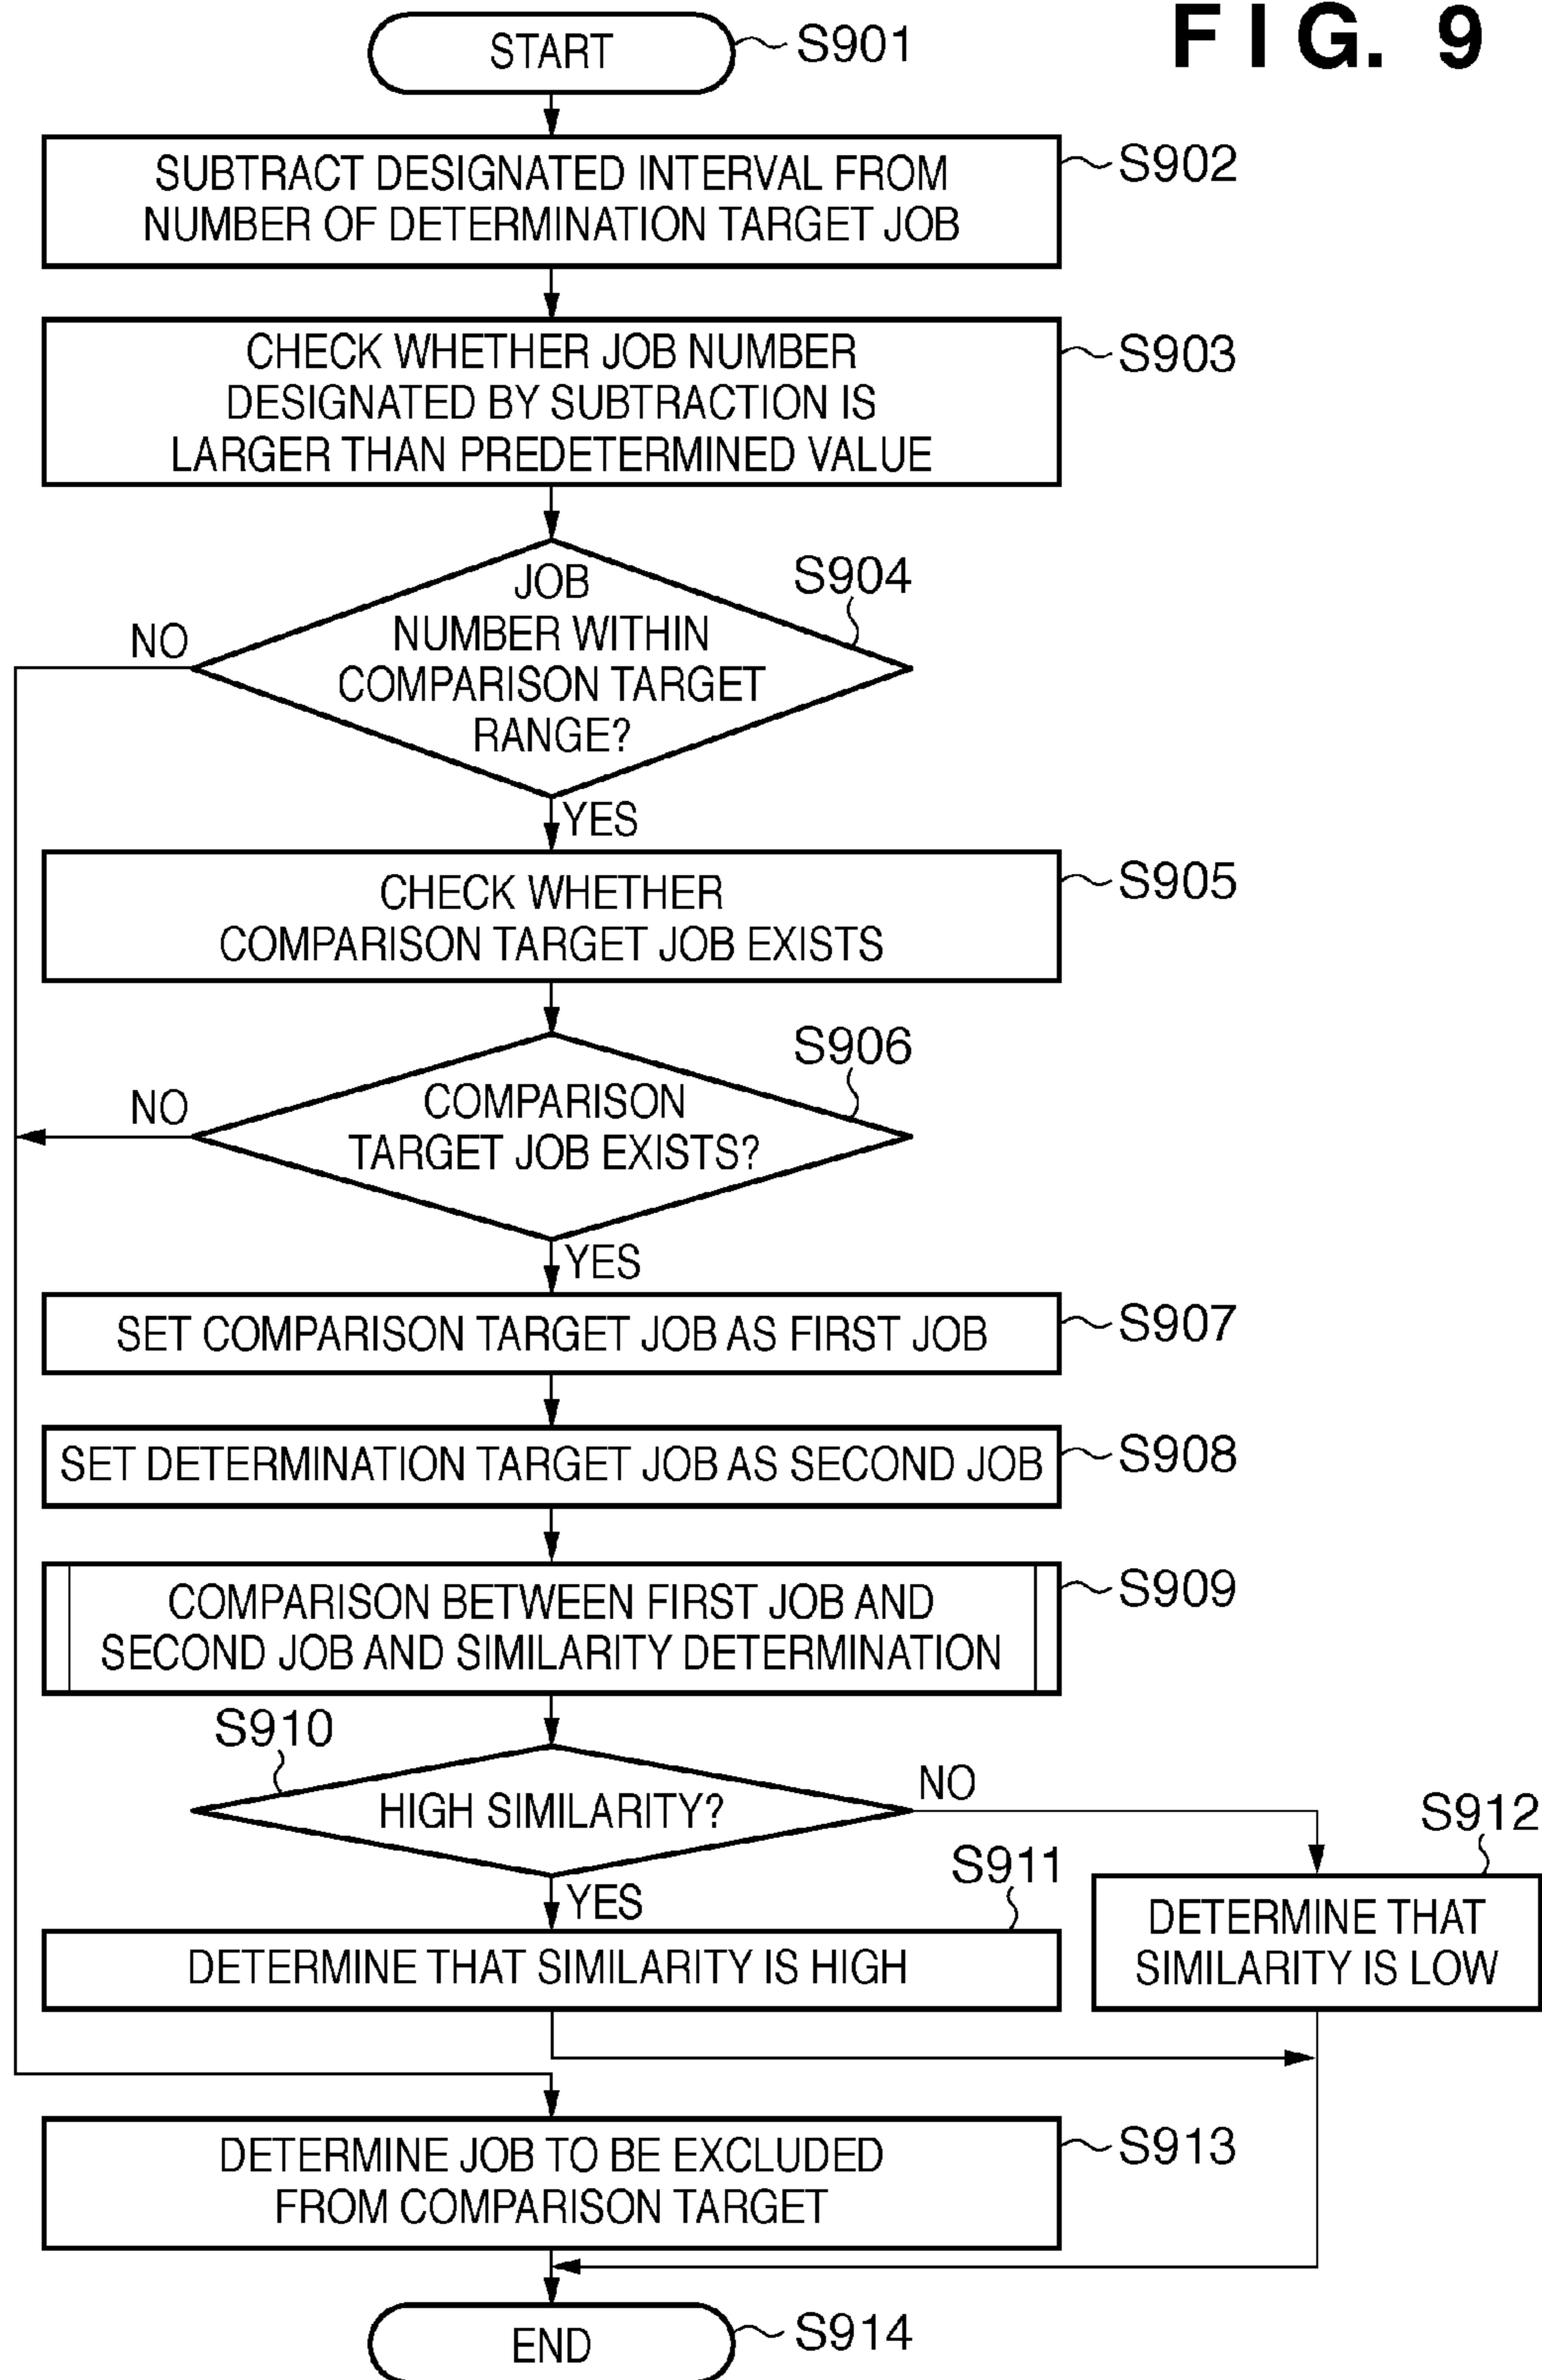 FIG. 9
START
S901
SUBTRACT DESIGNATED INTERVAL FROM
NUMBER OF DETERMINATION TARGET JOB
S902
CHECK WHETHER JOB NUMBER
DESIGNATED BY SUBTRACTION IS
LARGER THAN PREDETERMINED VALUE
S903
JOB
NUMBER WITHIN
COMPARISON TARGET
RANGE?
S904
NO
YES
CHECK WHETHER
COMPARISON TARGET JOB EXISTS
S905
COMPARISON
TARGET JOB EXISTS?
S906
NO
YES
SET COMPARISON TARGET JOB AS FIRST JOB
S907
SET DETERMINATION TARGET JOB AS SECOND JOB
S908
COMPARISON BETWEEN FIRST JOB AND
SECOND JOB AND SIMILARITY DETERMINATION
S909
S910
HIGH SIMILARITY?
NO
YES
S911
DETERMINE THAT SIMILARITY IS HIGH
S912
DETERMINE THAT
SIMILARITY IS LOW
DETERMINE JOB TO BE EXCLUDED
FROM COMPARISON TARGET
S913
END
S914